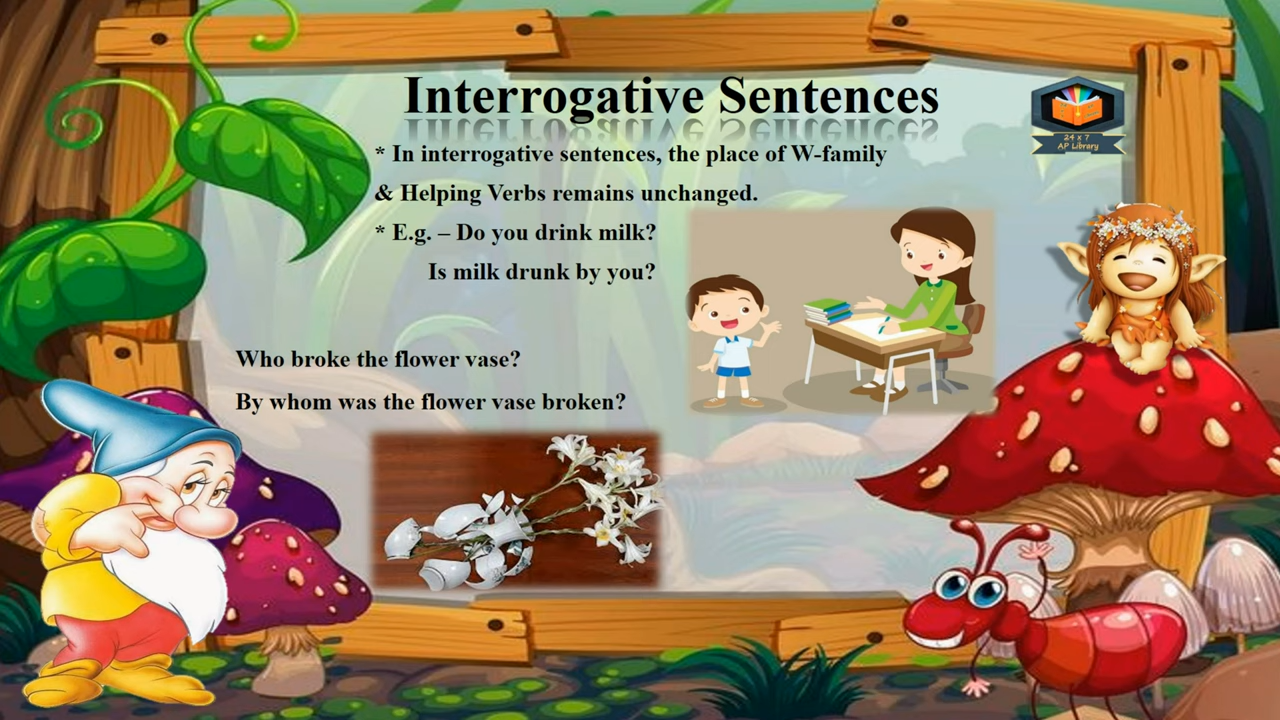 Interrogative Sentences
24 x 7
AP Library
* In interrogative sentences, the place of W-family
& Helping Verbs remains unchanged.
* E.g. – Do you drink milk?
Is milk drunk by you?
Who broke the flower vase?
By whom was the flower vase broken?